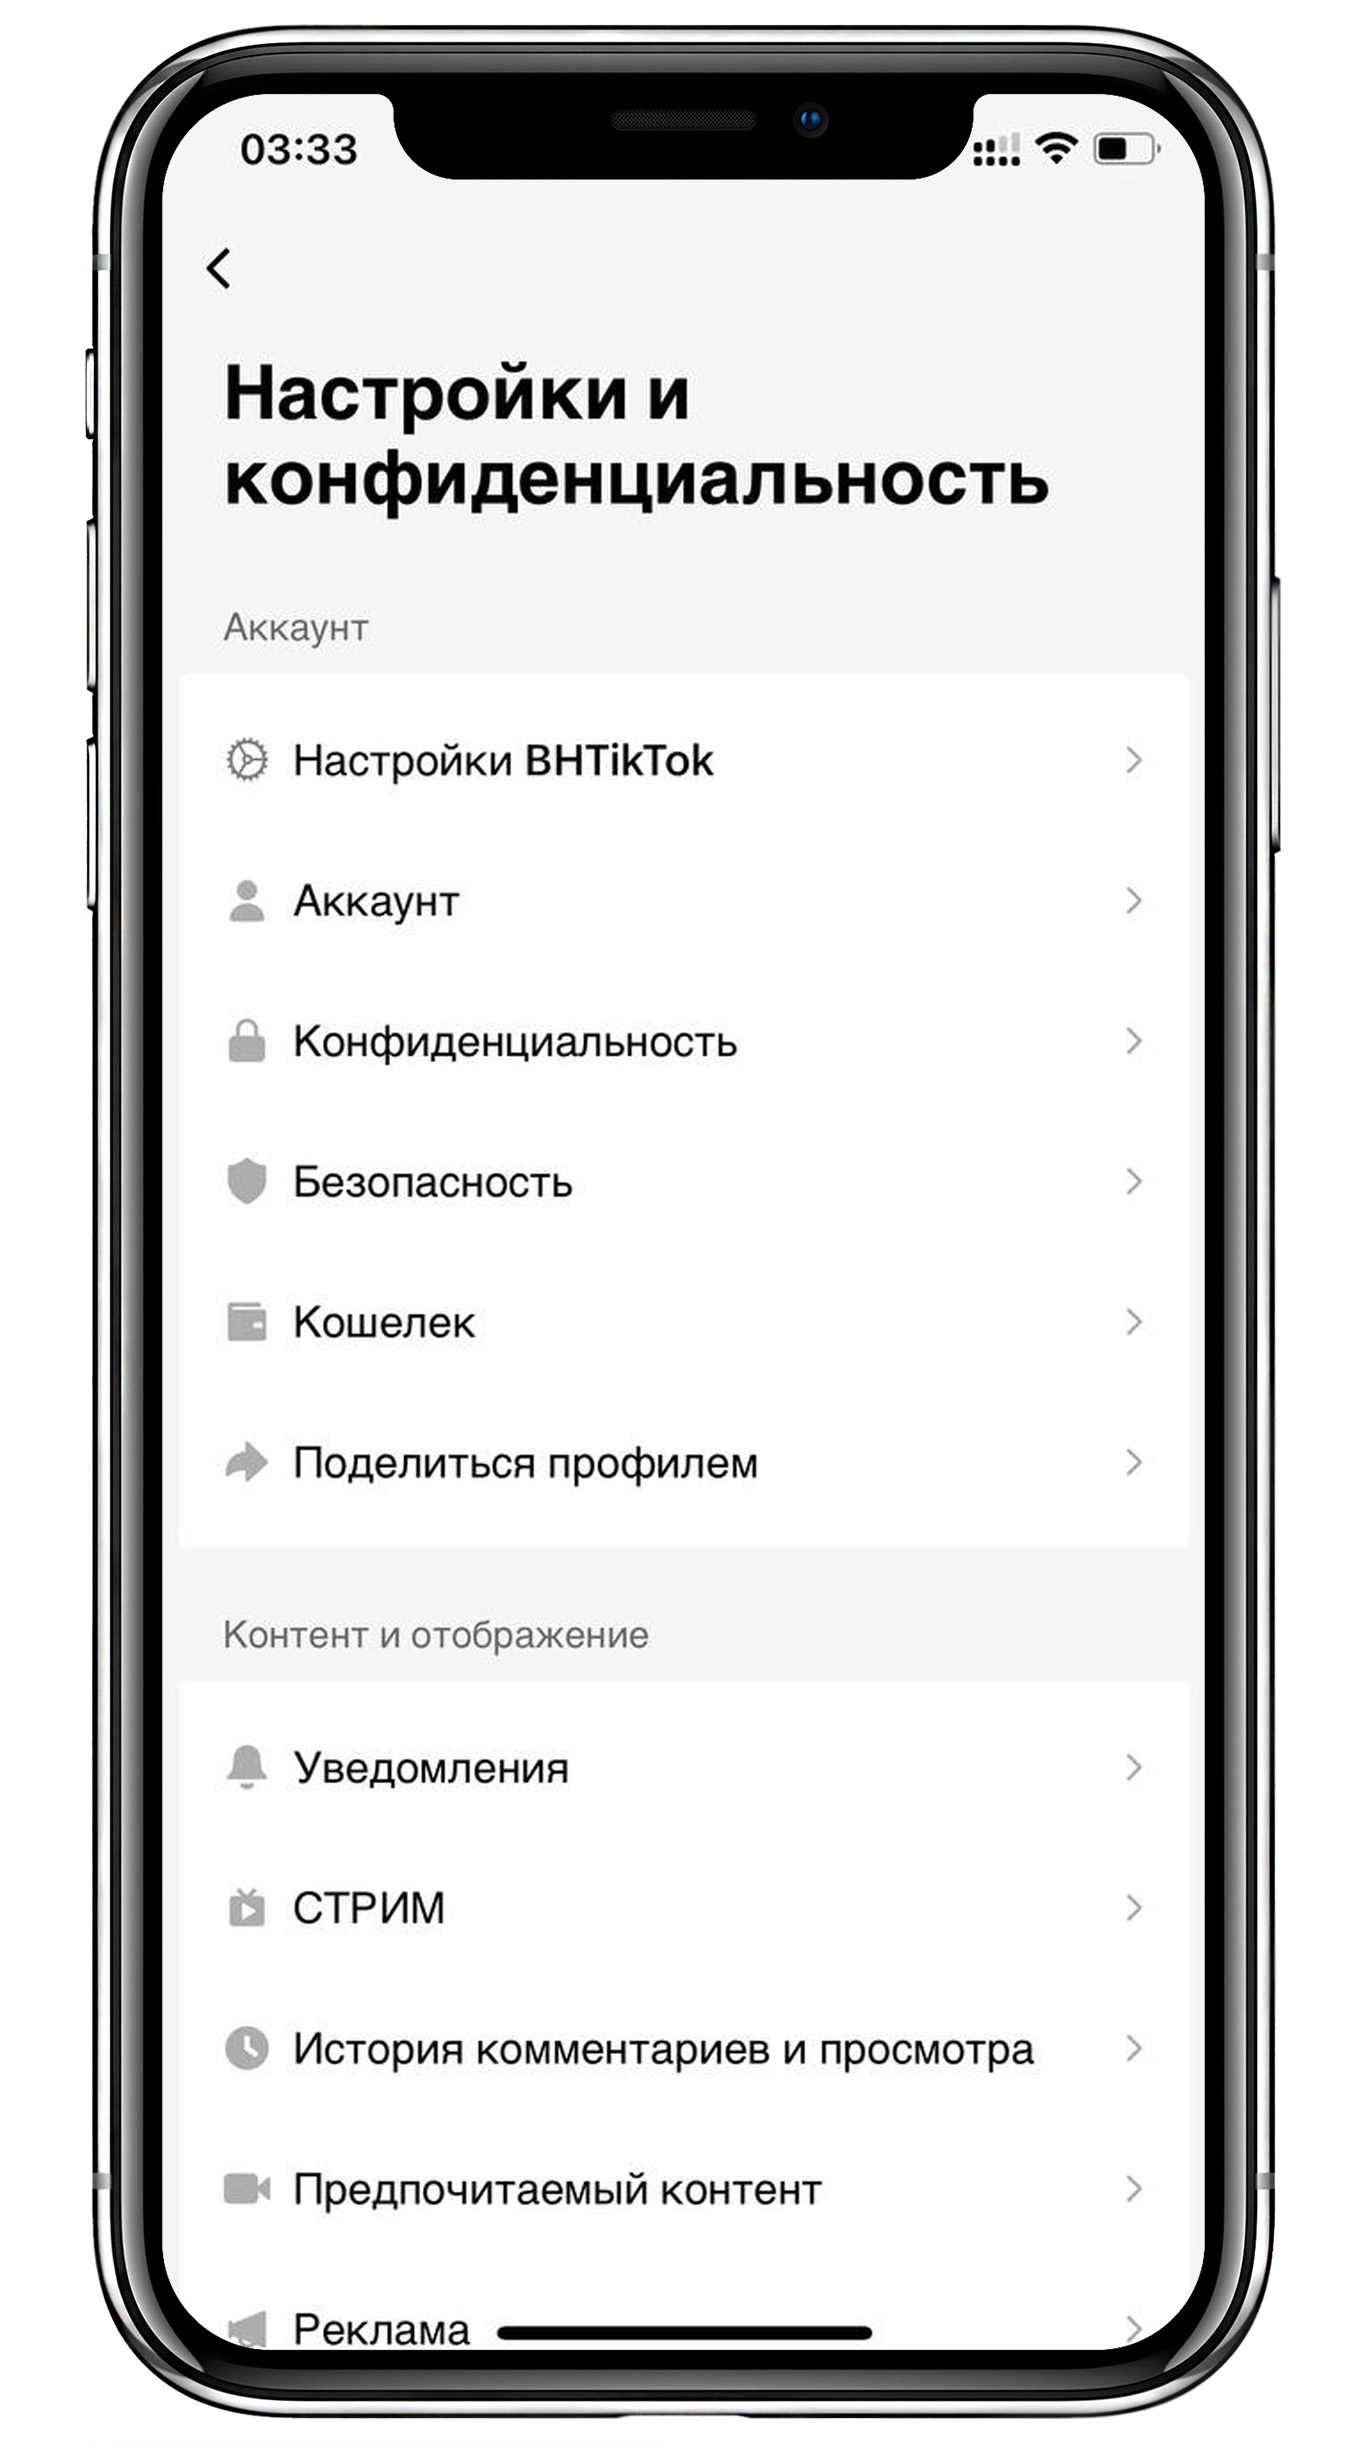 03:33
Настройки и
конфиденциальность
Аккаунт
Настройки BHTikTok
Аккаунт
Конфиденциальность
Безопасность
Кошелек
Поделиться профилем
Контент и отображение
Уведомления
СТРИМ
История комментариев и просмотра
Предпочитаемый контент
Реклама